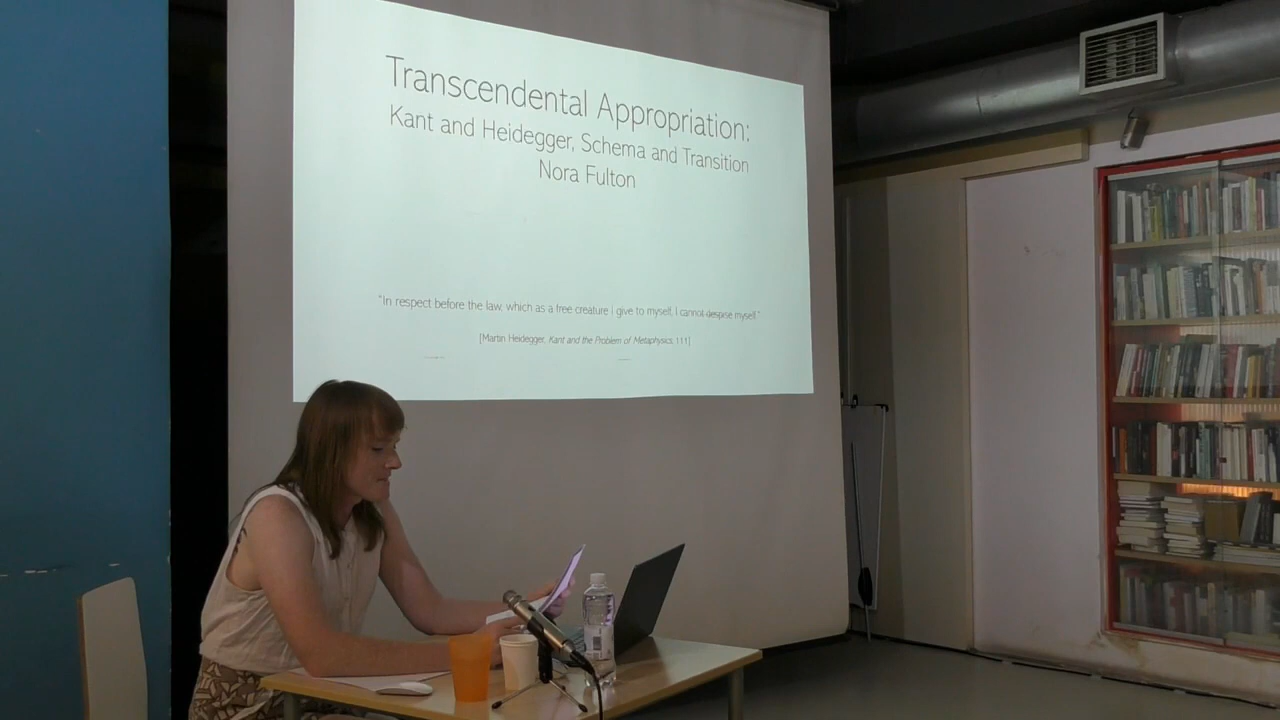 Transcendental Appropriation:
Kant and Heidegger, Schema and Transition
Nora Fulton
"In respect before the law, which as a free creature I give to myself, I cannot despise myself."
[Martin Heidegger, Kant and the Problem of Metaphysics, 111]